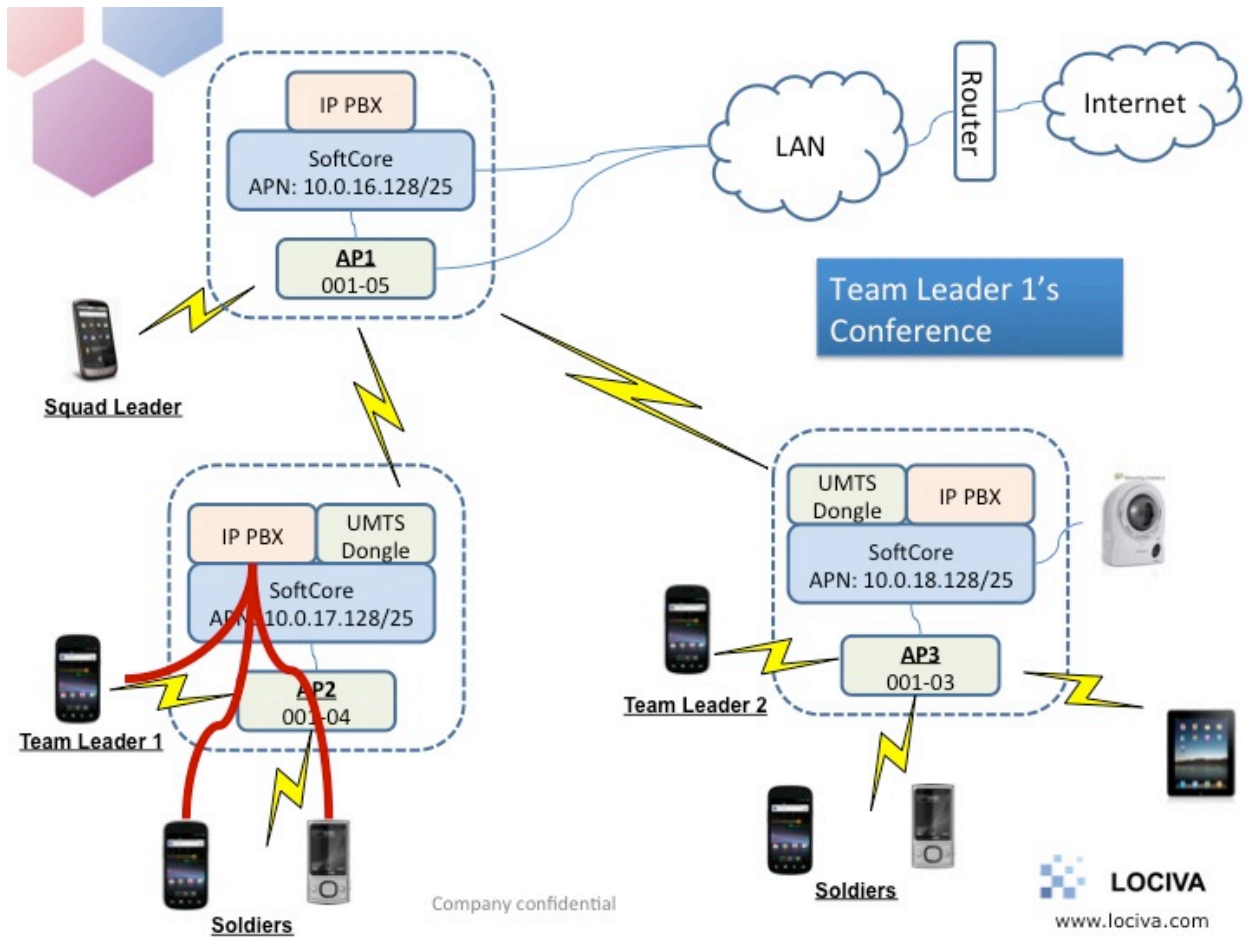 IP PBX
SoftCore
APN: 10.0.16.128/25
AP1
001-05
LAN
Router
Internet
Team Leader 1's
Conference
Squad Leader
IP PBX
UMTS
Dongle
SoftCore
APN: 10.0.17.128/25
AP2
001-04
Team Leader 1
Soldiers
UMTS
Dongle
IP PBX
SoftCore
APN: 10.0.18.128/25
AP3
001-03
Team Leader 2
Soldiers
Company confidential
LOCIVA
www.lociva.com